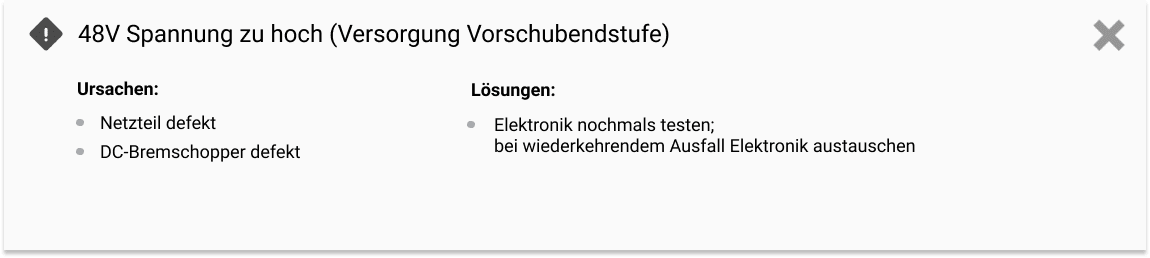 48V Spannung zu hoch (Versorgung Vorschubendstufe)
Ursachen:
Netzteil defekt
DC-Bremschopper defekt
Lösungen:
Elektronik nochmals testen;
bei wiederkehrendem Ausfall Elektronik austauschen